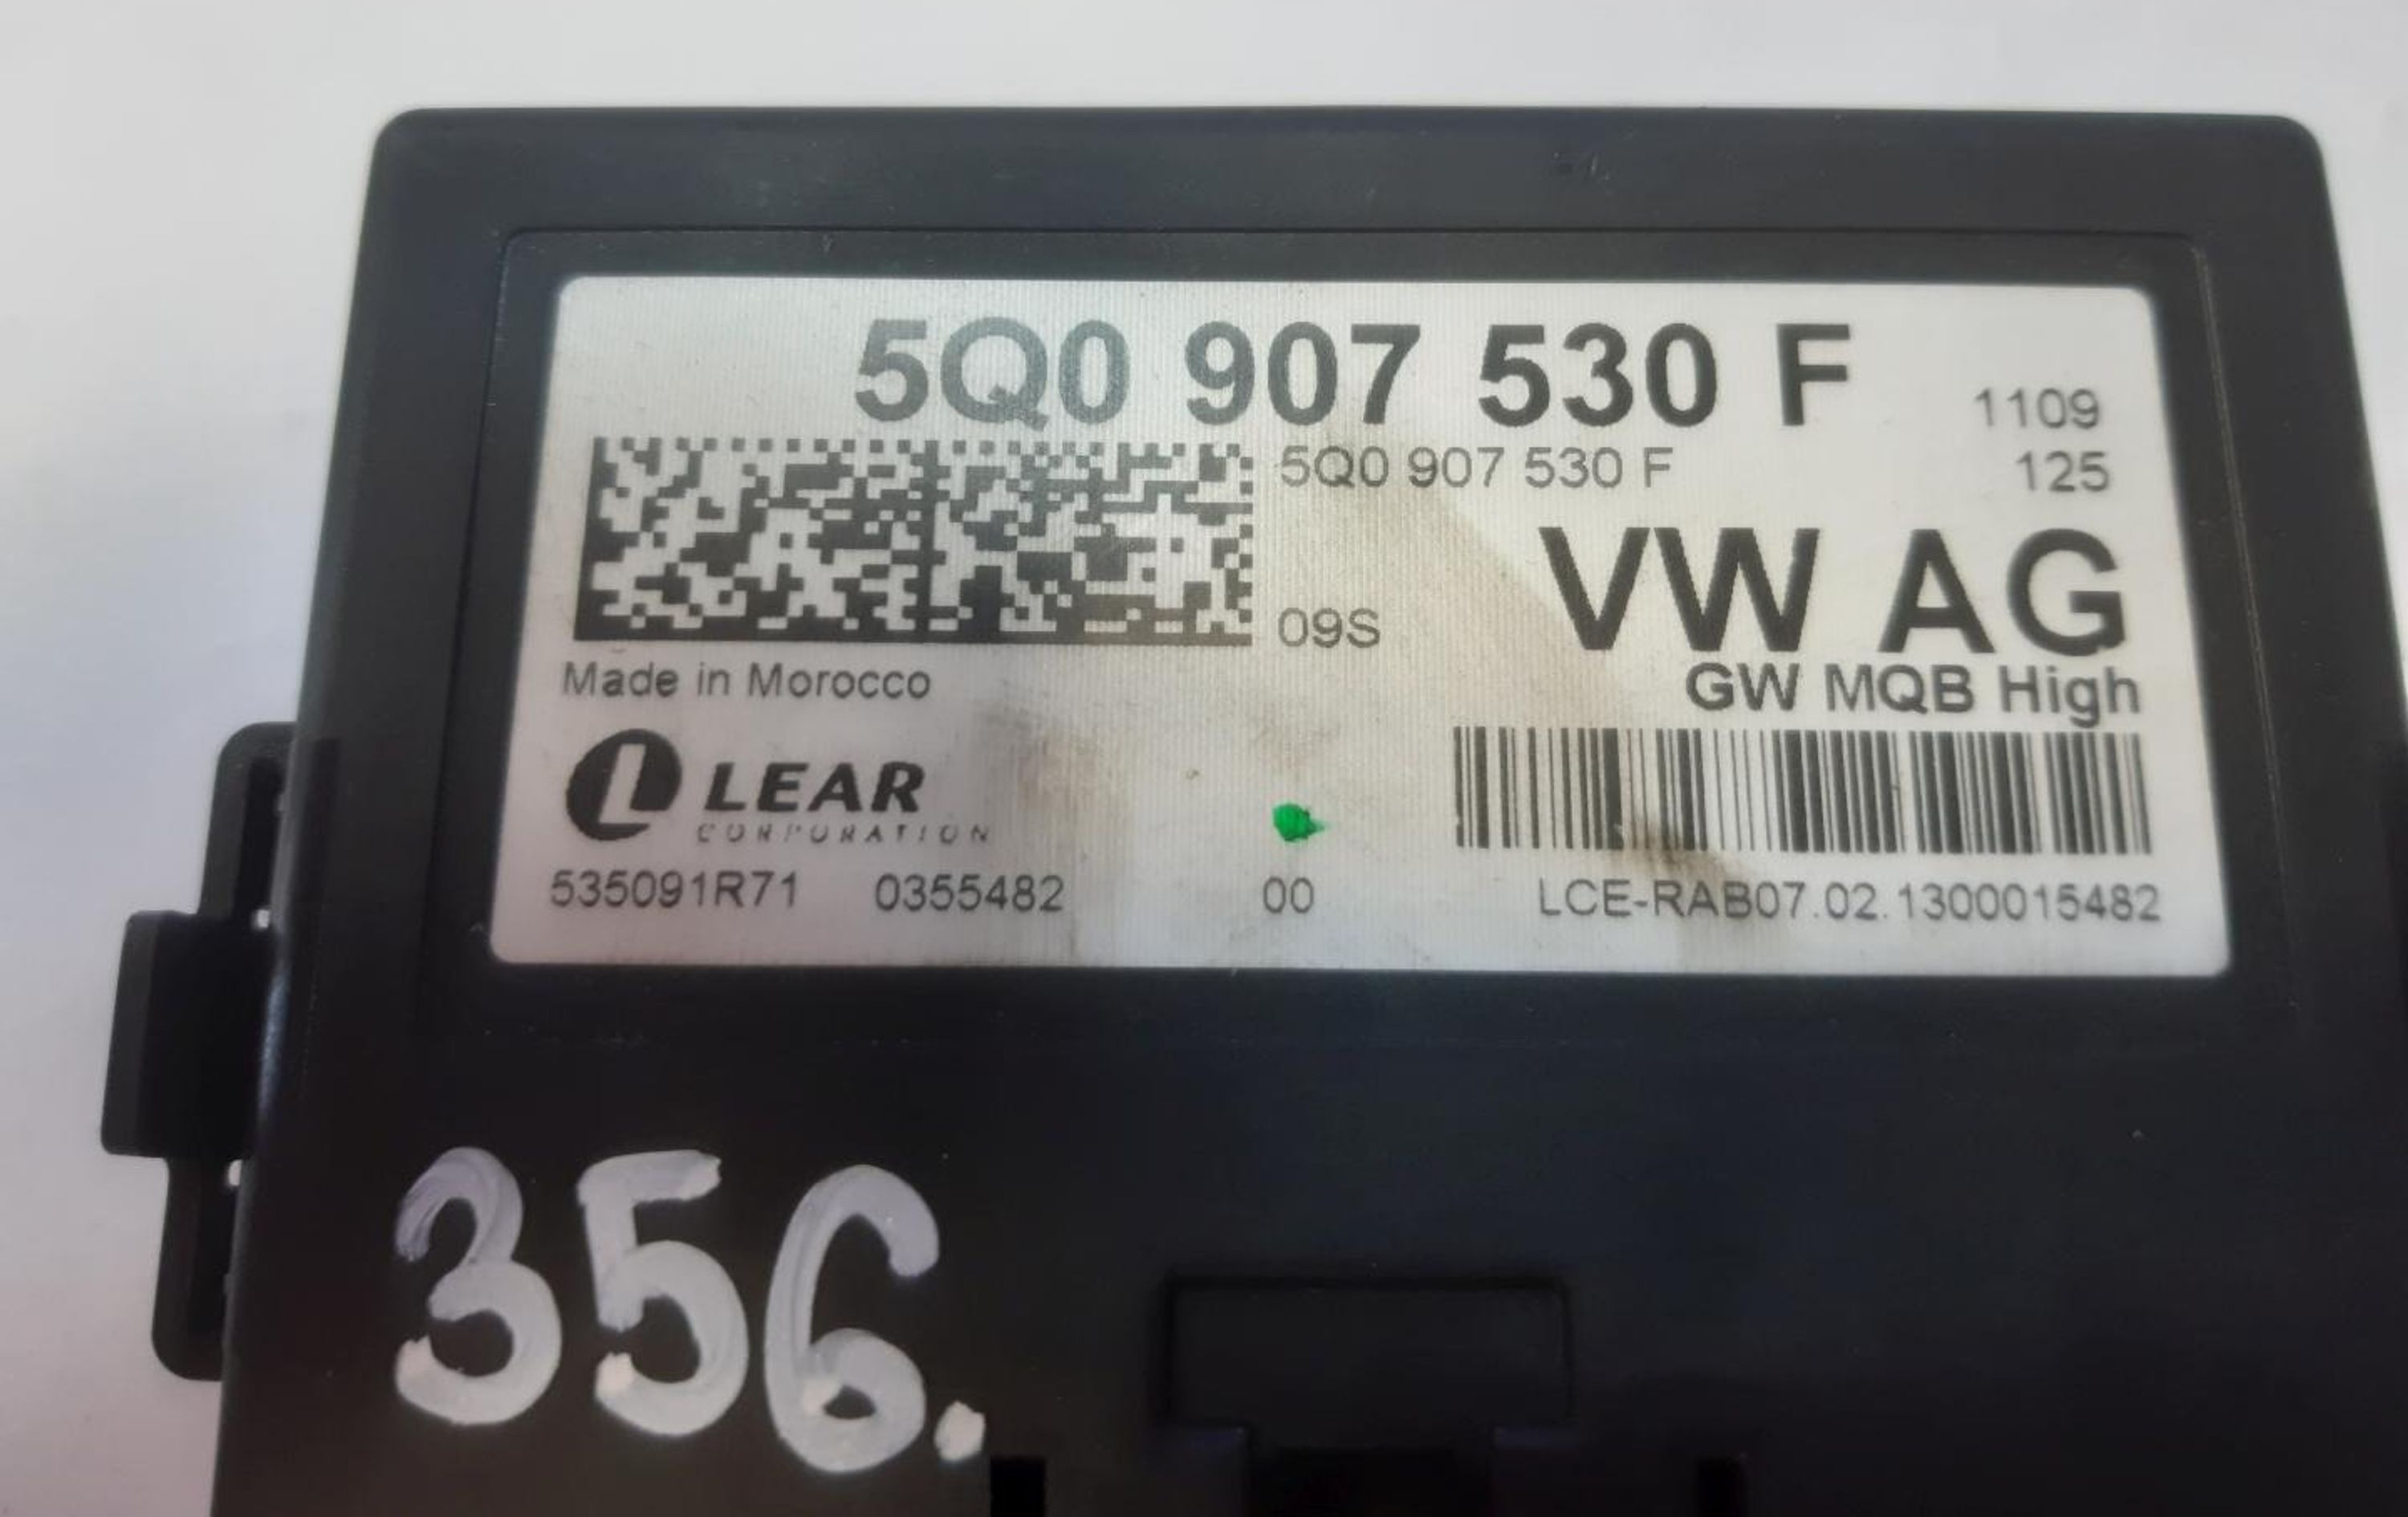 5Q0 907 530 F
1109
5Q0 907 530 F
125
09S
VW AG
GW MQB High
Made in Morocco
LEAR
CORPORATION
535091R71 0355482 00 LCE-RAB07.02.1300015482
356.